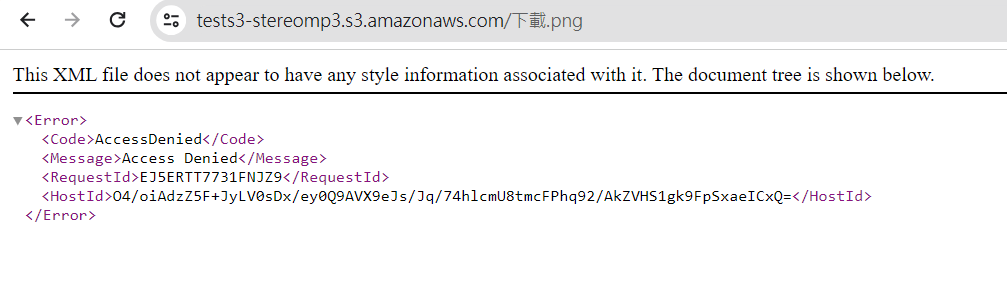 tests3-stereomp3.s3.amazonaws.com/下載.png
This XML file does not appear to have any style information associated with it. The document tree is shown below.
▼<Error>
<Code>AccessDenied</Code>
<Message>Access Denied</Message>
<RequestId>EJ5ERTT7731FNJZ9</RequestId>
<HostId>O4/oiAdzZ5F+JyLV0sDx/ey0Q9AVX9eJs/Jq/74hlcmU8tmcFPhq92/AkZVHS1gk9FpSxaeICxQ=</HostId>
</Error>